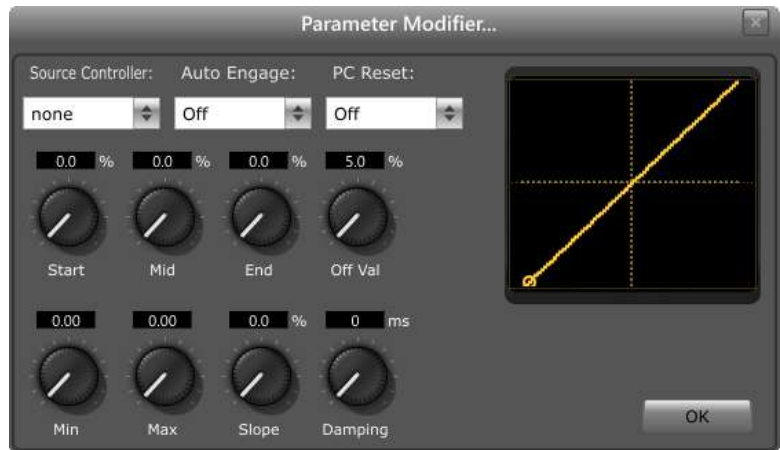 Parameter Modifier...
Source Controller: Auto Engage: PC Reset:
none Off Off
0.0 % 0.0 % 0.0 % 5.0 %
Start Mid End Off Val
0.00 0.00 0.0 % 0 ms
Min Max Slope Damping
OK